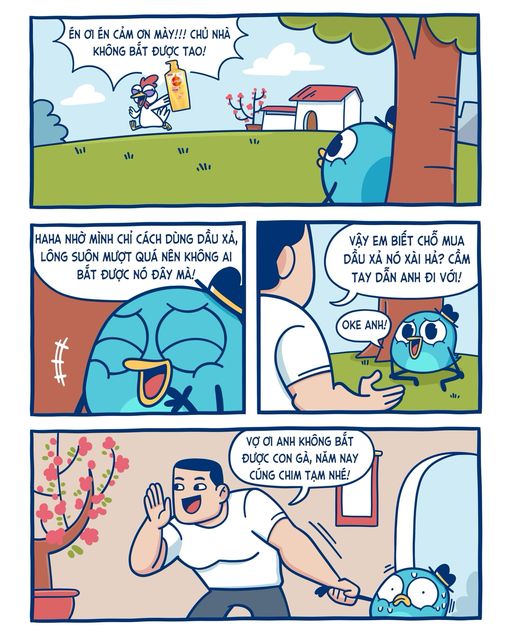 ÉN ƠI ÉN CẢM ƠN MÀY!!! CHỦ NHÀ
KHÔNG BẮT ĐƯỢC TAO!
HAHA NHỜ MÌNH CHỈ CÁCH DÙNG DẦU XẢ,
LÔNG SUÔN MƯỢT QUÁ NÊN KHÔNG AI
BẮT ĐƯỢC NÓ ĐÂY MÀ!
VẬY EM BIẾT CHỖ MUA
DẦU XẢ NÓ XÀI HẢ? CẦM
TAY DẪN ANH ĐI VỚI!
OKE ANH!
VỢ ƠI ANH KHÔNG BẮT
ĐƯỢC CON GÀ, NĂM NAY
CÚNG CHIM TẠM NHÉ!